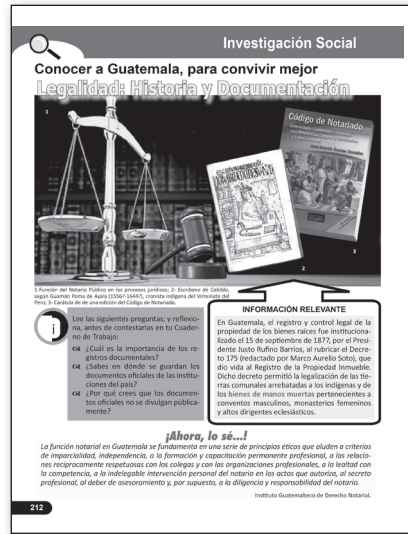 Investigación Social
Conocer a Guatemala, para convivir mejor
Legalidad: Historia y Documentación
1
Código de Notariado
José Antonio Gracias González
2
3
1-Función del Notario Público en los procesos jurídicos; 2- Escribano de Cabildo,
según Guamán Poma de Ayala (1556?-1644?), cronista indígena del Virreinato del
Perú; 3- Carátula de de una edición del Código de Notariado.
i
Lee las siguientes preguntas; y reflexio-
na, antes de contestarlas en tu Cuader-
no de Trabajo:
¿Cuál es la importancia de los re-
gistros documentales?
¿Sabes en dónde se guardan los
documentos oficiales de las institu-
ciones del país?
¿Por qué crees que los documen-
tos oficiales no se divulgan pública-
mente?
INFORMACIÓN RELEVANTE
En Guatemala, el registro y control legal de la
propiedad de los bienes raíces fue instituciona-
lizado el 15 de septiembre de 1877, por el Presi-
dente Justo Rufino Barrios, al rubricar el Decre-
to 175 (redactado por Marco Aurelio Soto), que
dio vida al Registro de la Propiedad Inmueble.
Dicho decreto permitió la legalización de las tie-
rras comunales arrebatadas a los indígenas y de
los bienes de manos muertas pertenecientes a
conventos masculinos, monasterios femeninos
y altos dirigentes eclesiásticos.
¡Ahora, lo sé...!
La función notarial en Guatemala se fundamenta en una serie de principios éticos que aluden a criterios
de imparcialidad, independencia, a la formación y capacitación permanente profesional, a las relacio-
nes recíprocamente respetuosas con los colegas y con las organizaciones profesionales, a la lealtad con
la competencia, a la indelegable intervención personal del notario en los actos que autoriza, al secreto
profesional, al deber de asesoramiento y, por supuesto, a la diligencia y responsabilidad del notario.
Instituto Guatemalteco de Derecho Notarial.
212